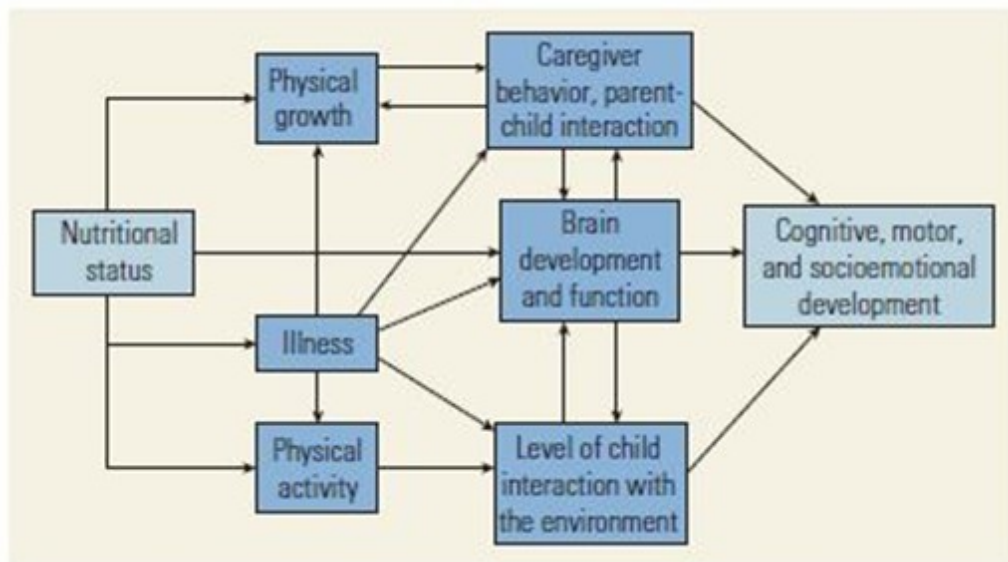 Physical
growth
Caregiver
behavior, parent-
child interaction
Nutritional
status
Brain
development
and function
Cognitive, motor,
and socioemotional
development
Illness
Physical
activity
Level of child
interaction with
the environment